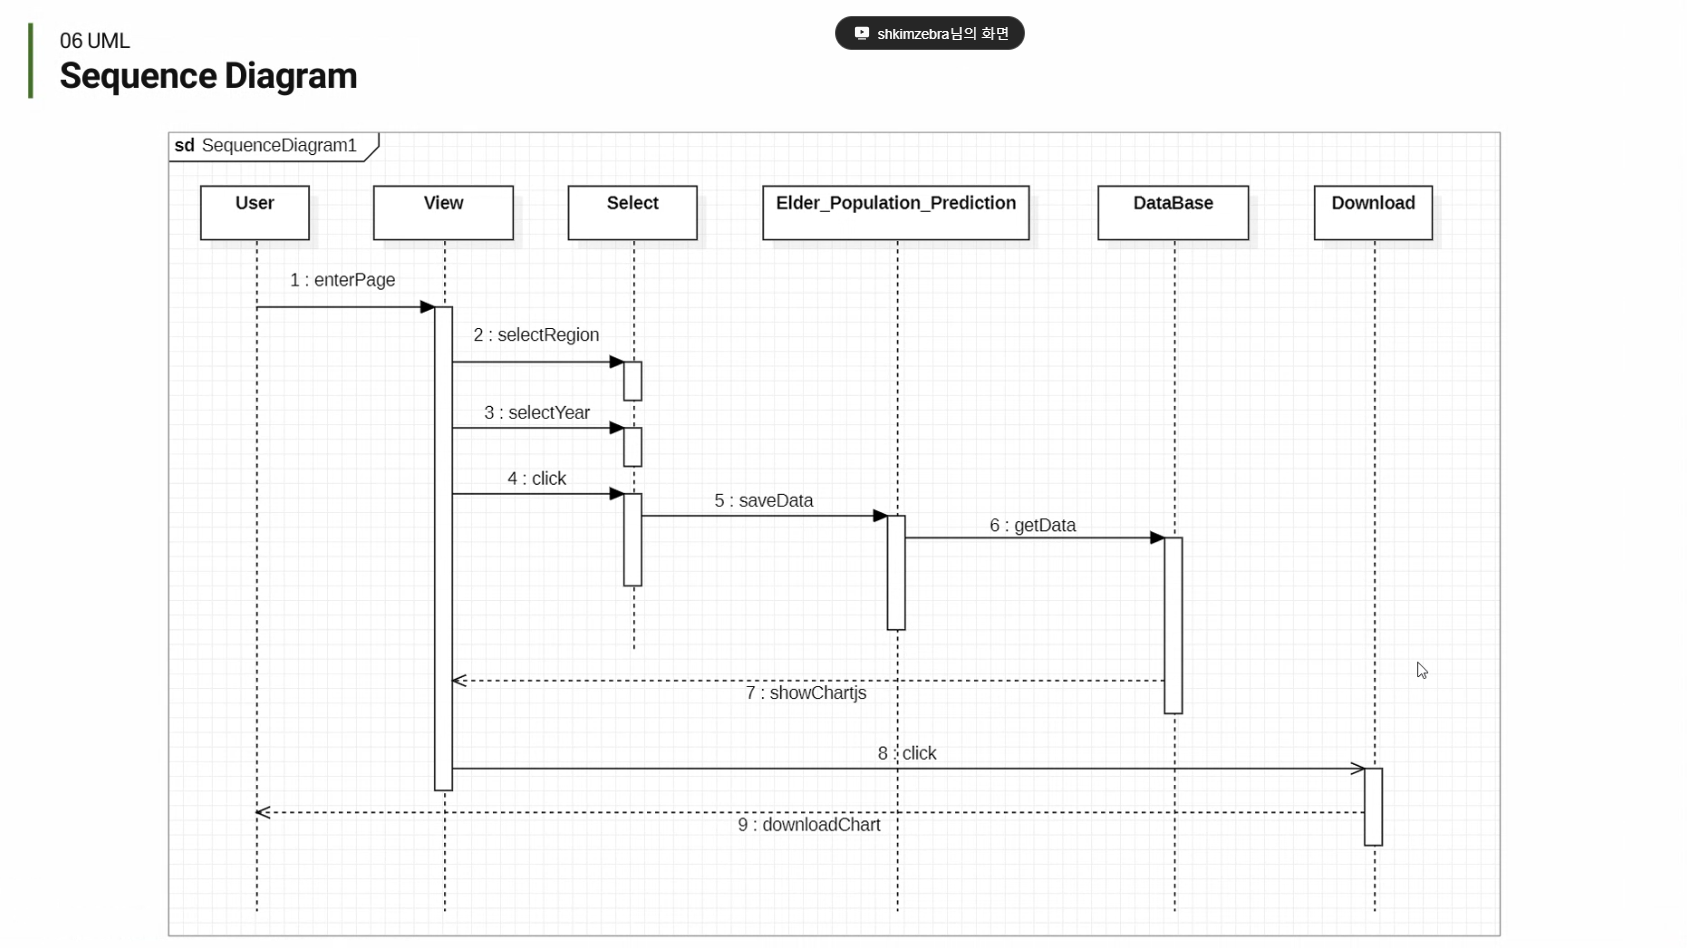 06 UML
shkimzebra님의 화면
Sequence Diagram
sd SequenceDiagram1
User
View
Select
Elder_Population_Prediction
DataBase
Download
1 : enterPage
2 : selectRegion
3 : selectYear
4 : click
5 : saveData
6 : getData
7 : showChartjs
8 : click
9 : downloadChart